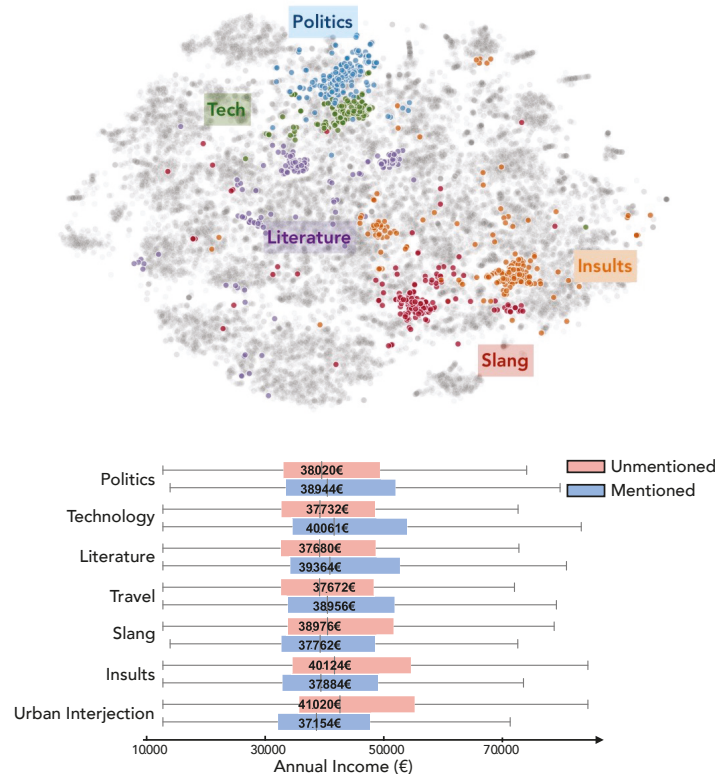 Politics
Tech
Literature
Insults
Slang
Unmentioned
Mentioned
Politics
38020€
38944€
Technology
37732€
40061€
Literature
37680€
39364€
Travel
37672€
38956€
Slang
38976€
37762€
Insults
40124€
37884€
Urban Interjection
41020€
37154€
10000 30000 50000 70000
Annual Income (€)